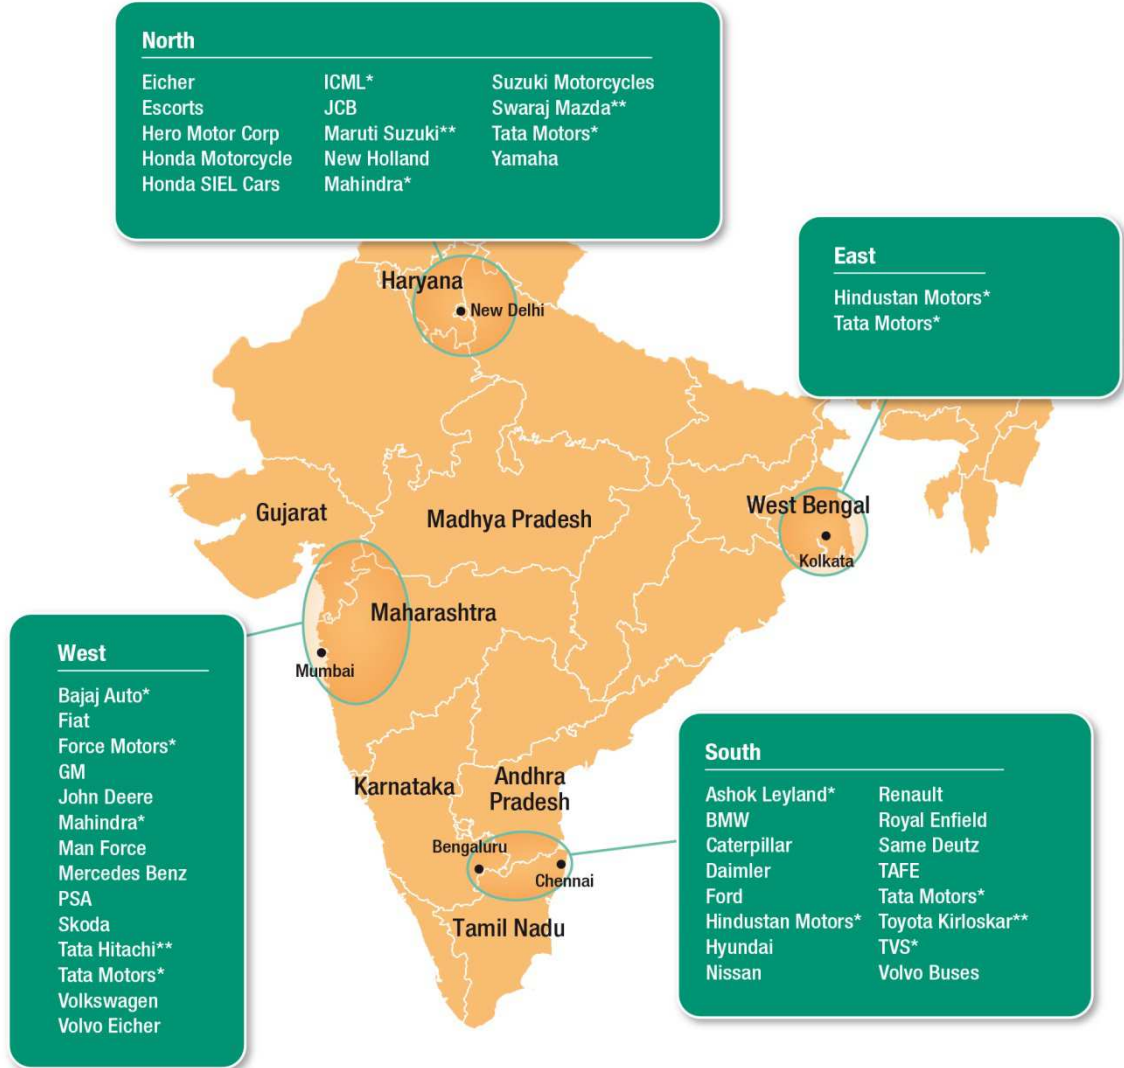 North
Eicher
Escorts
Hero Motor Corp
Honda Motorcycle
Honda SIEL Cars
ICML*
JCB
Maruti Suzuki**
New Holland
Mahindra*
Suzuki Motorcycles
Swaraj Mazda**
Tata Motors*
Yamaha
East
Hindustan Motors*
Tata Motors*
Haryana
New Delhi
Gujarat
Madhya Pradesh
West Bengal
Kolkata
Maharashtra
Mumbai
West
Bajaj Auto*
Fiat
Force Motors*
GM
John Deere
Mahindra*
Man Force
Mercedes Benz
PSA
Skoda
Tata Hitachi**
Tata Motors*
Volkswagen
Volvo Eicher
Karnataka
Andhra
Pradesh
Bengaluru
Chennai
Tamil Nadu
South
Ashok Leyland*
BMW
Caterpillar
Daimler
Ford
Hindustan Motors*
Hyundai
Nissan
Renault
Royal Enfield
Same Deutz
TAFE
Tata Motors*
Toyota Kirloskar**
TVS*
Volvo Buses